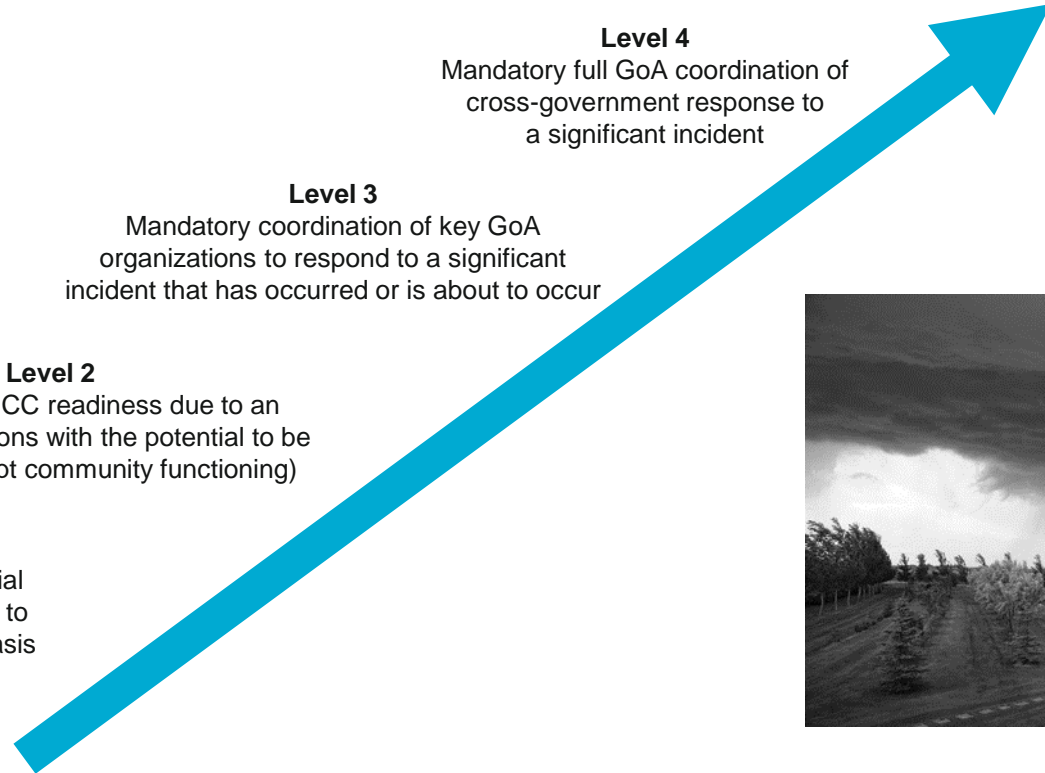 Level 4
Mandatory full GoA coordination of
cross-government response to
a significant incident
Level 3
Mandatory coordination of key GoA
organizations to respond to a significant
incident that has occurred or is about to occur
Level 2
CC readiness due to an
ons with the potential to be
ot community functioning)
ial
to
asis